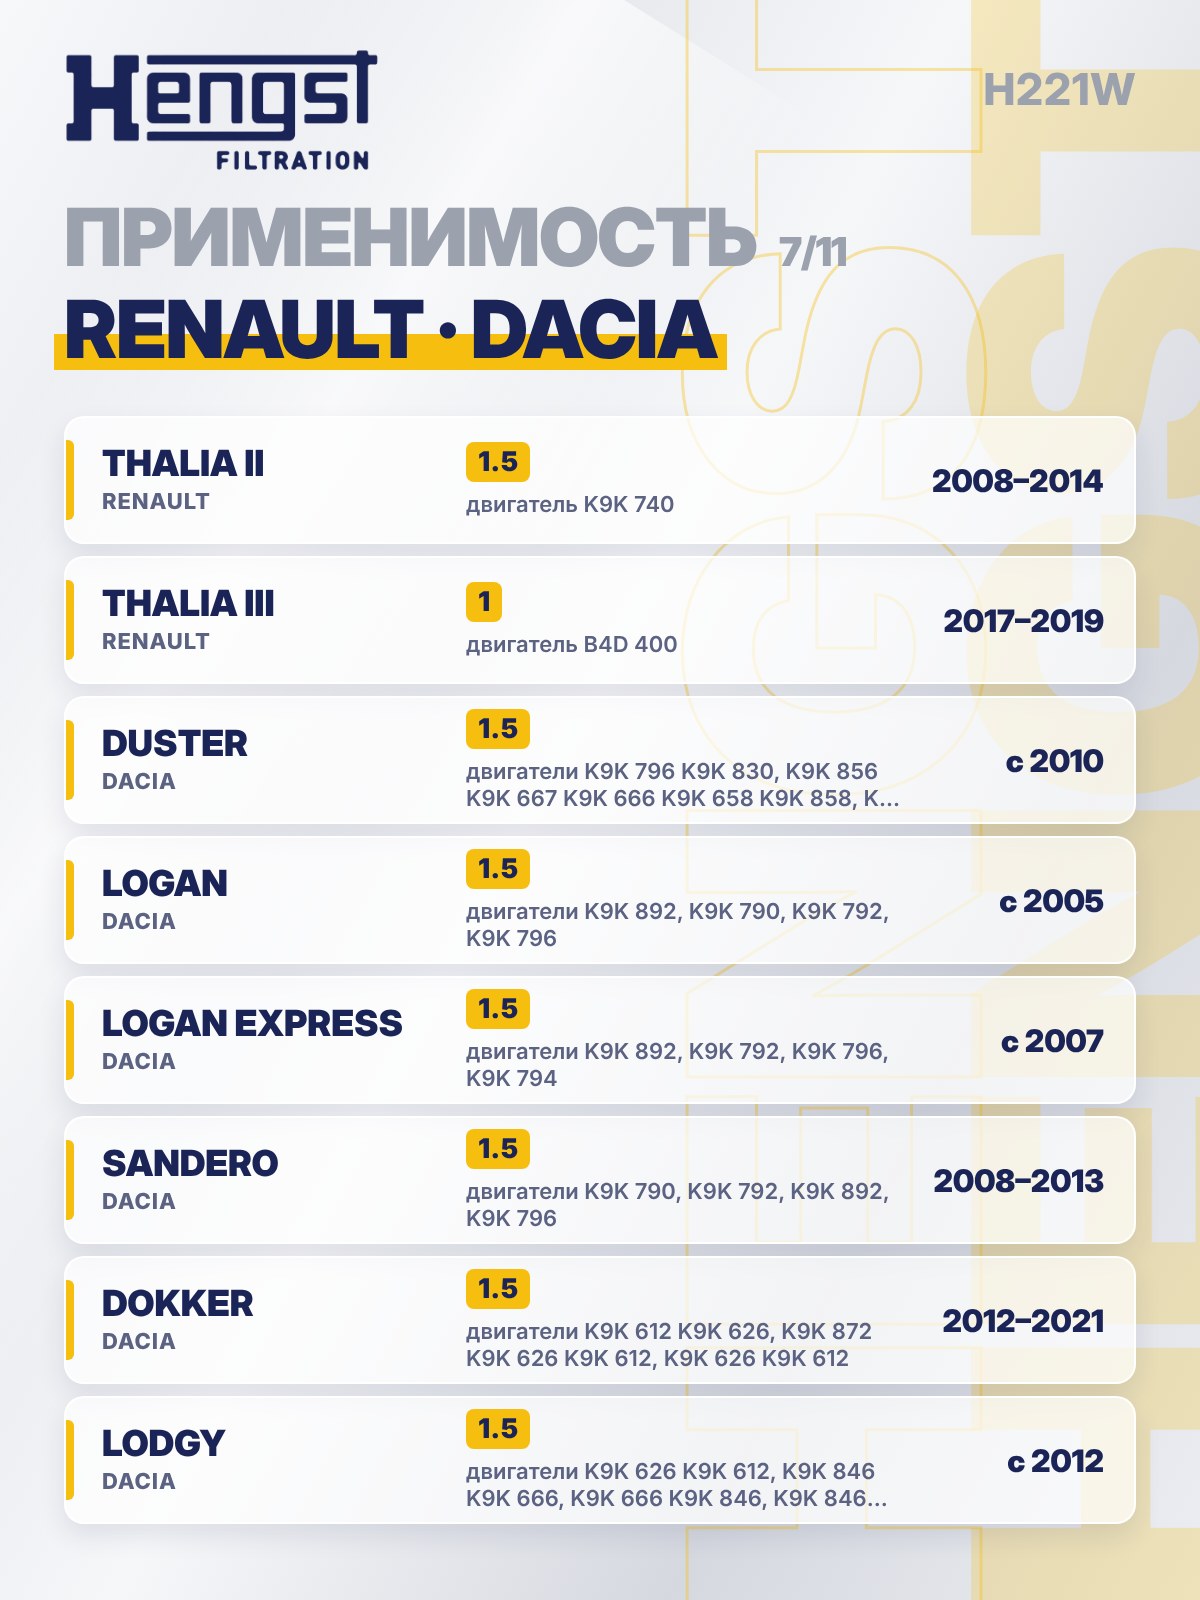 Hengst
FILTRATION
H221W
ПРИМЕНИМОСТЬ 7/11
RENAULT · DACIA
THALIA II
RENAULT
1.5
двигатель K9K 740
2008–2014
THALIA III
RENAULT
1
двигатель B4D 400
2017–2019
DUSTER
DACIA
1.5
двигатели K9K 796 K9K 830, K9K 856
K9K 667 K9K 666 K9K 658 K9K 858, K...
с 2010
LOGAN
DACIA
1.5
двигатели K9K 892, K9K 790, K9K 792,
K9K 796
с 2005
LOGAN EXPRESS
DACIA
1.5
двигатели K9K 892, K9K 792, K9K 796,
K9K 794
с 2007
SANDERO
DACIA
1.5
двигатели K9K 790, K9K 792, K9K 892,
K9K 796
2008–2013
DOKKER
DACIA
1.5
двигатели K9K 612 K9K 626, K9K 872
K9K 626 K9K 612, K9K 626 K9K 612
2012–2021
LODGY
DACIA
1.5
двигатели K9K 626 K9K 612, K9K 846
K9K 666, K9K 666 K9K 846, K9K 846...
с 2012
HENGST
HENGST